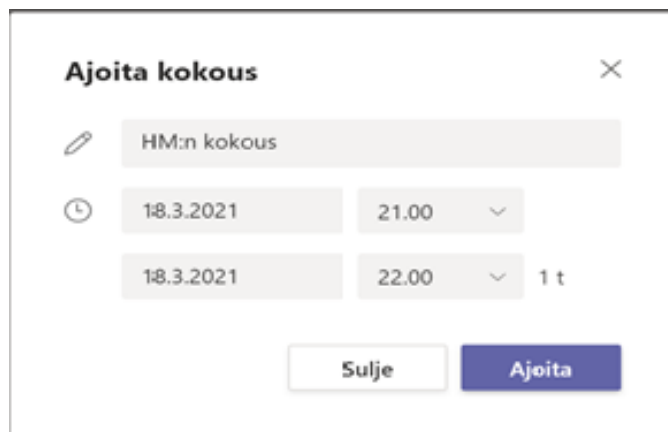 Ajoita kokous
HM:n kokous
18.3.2021 21.00
18.3.2021 22.00 1 t
Sulje Ajoita